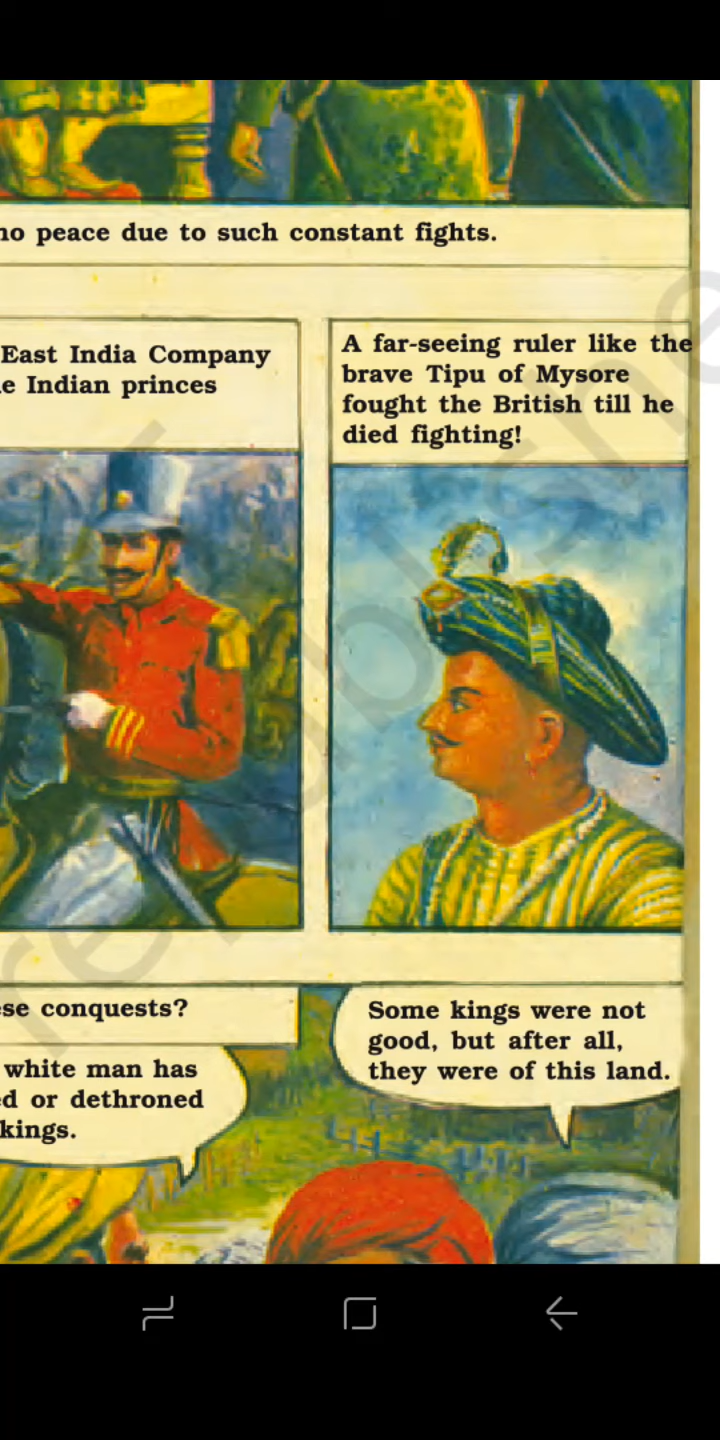 no peace due to such constant fights.
East India Company
Indian princes
A far-seeing ruler like the
brave Tipu of Mysore
fought the British till he
died fighting!
conquests?
white man has
or dethroned
kings.
Some kings were not
good, but after all,
they were of this land.